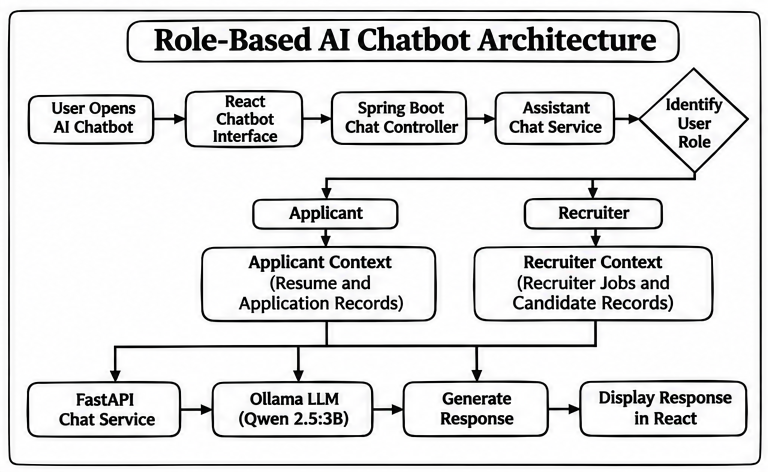 Role-Based AI Chatbot Architecture
User Opens
AI Chatbot
React
Chatbot
Interface
Spring Boot
Chat Controller
Assistant
Chat Service
Identify
User
Role
Applicant
Recruiter
Applicant Context
(Resume and
Application Records)
Recruiter Context
(Recruiter Jobs and
Candidate Records)
FastAPI
Chat Service
Ollama LLM
(Qwen 2.5:3B)
Generate
Response
Display Response
in React